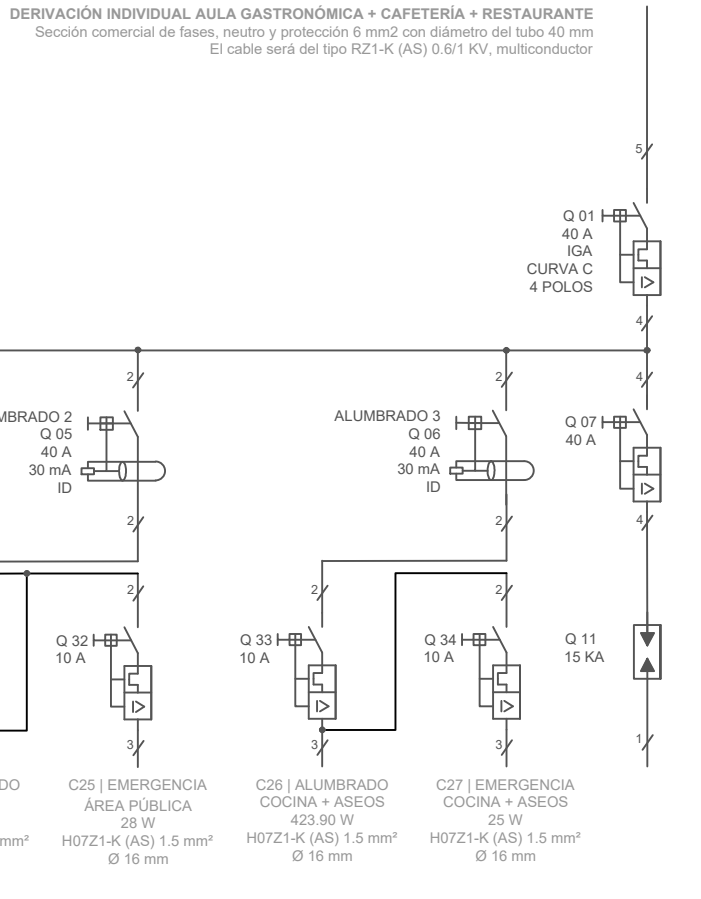 DERIVACIÓN INDIVIDUAL AULA GASTRONÓMICA + CAFETERÍA + RESTAURANTE
Sección comercial de fases, neutro y protección 6 mm2 con diámetro del tubo 40 mm
El cable será del tipo RZ1-K (AS) 0.6/1 KV, multiconductor
5
Q 01
40 A
IGA
CURVA C
4 POLOS
I>
4
2
2
4
MBRADO 2
Q 05
40 A
30 mA
ID
ALUMBRADO 3
Q 06
40 A
30 mA
ID
Q 07
40 A
I>
2
2
4
2
2
2
Q 32
10 A
I>
Q 33
10 A
I>
Q 34
10 A
I>
Q 11
15 KA
3
3
3
1
DO
mm²
C25 | EMERGENCIA
ÁREA PÚBLICA
28 W
H07Z1-K (AS) 1.5 mm²
Ø 16 mm
C26 | ALUMBRADO
COCINA + ASEOS
423.90 W
H07Z1-K (AS) 1.5 mm²
Ø 16 mm
C27 | EMERGENCIA
COCINA + ASEOS
25 W
H07Z1-K (AS) 1.5 mm²
Ø 16 mm